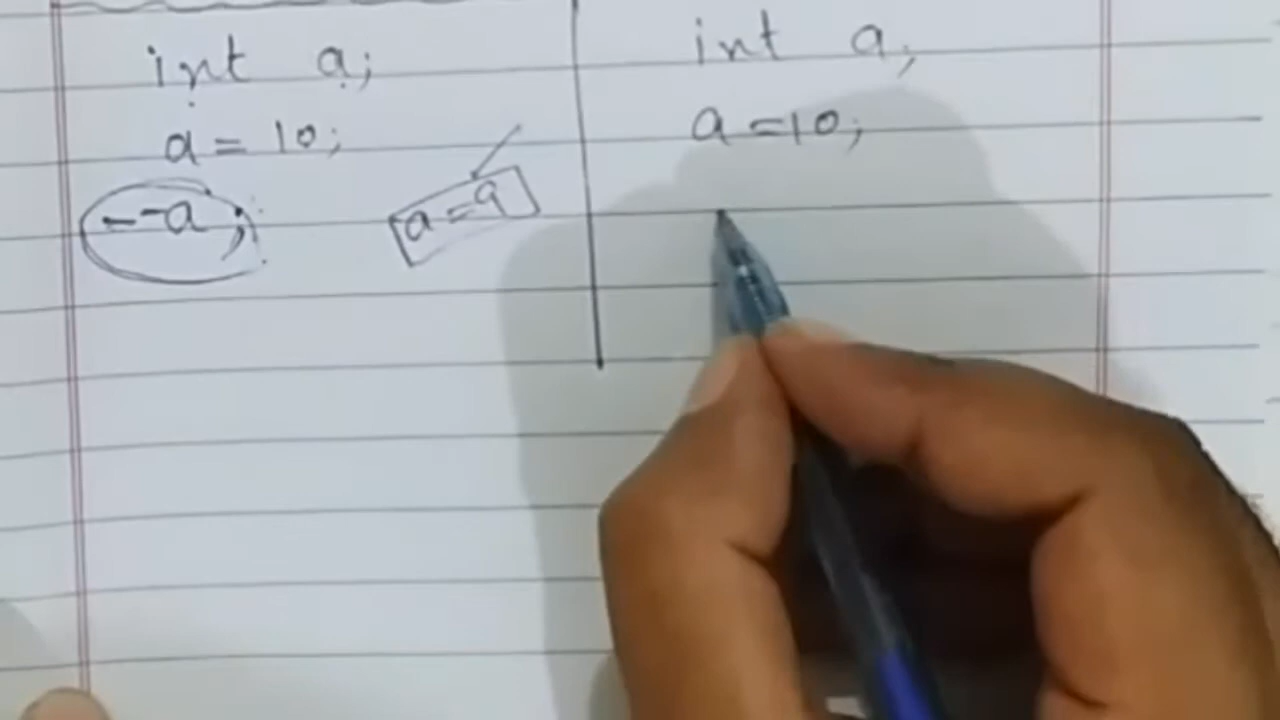 int a;
a = 10;
--a;
a = 9
int a;
a = 10;